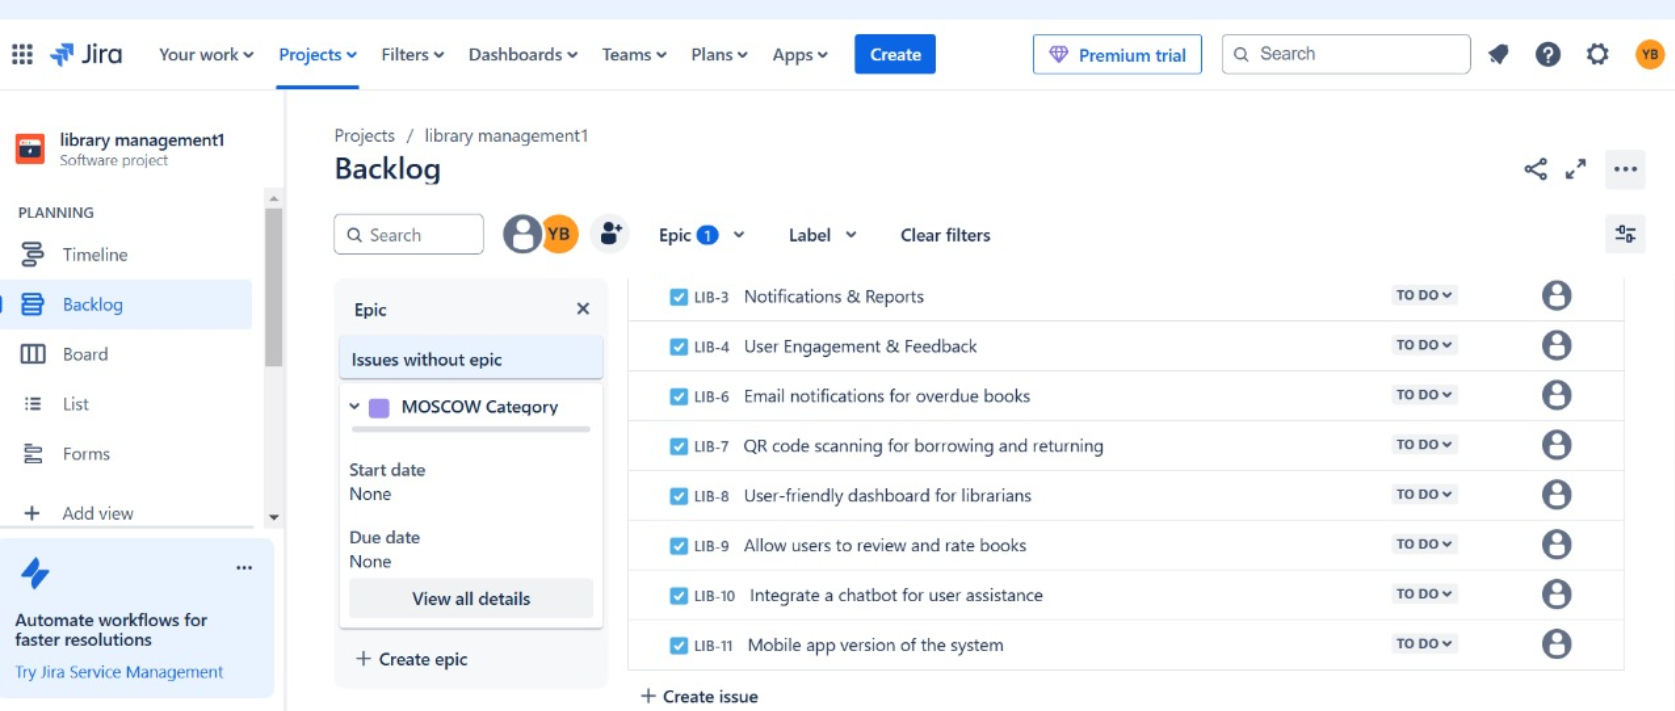 Jira
Your work
Projects
Filters
Dashboards
Teams
Plans
Apps
Create
Premium trial
Search
YB
library management1
Software project
PLANNING
Timeline
Backlog
Board
List
Forms
Add view
Automate workflows for
faster resolutions
Try Jira Service Management
Projects / library management1
Backlog
Search
YB
Epic 1
Label
Clear filters
Epic
Issues without epic
MOSCOW Category
Start date
None
Due date
None
View all details
+ Create epic
LIB-3 Notifications & Reports TO DO
LIB-4 User Engagement & Feedback TO DO
LIB-6 Email notifications for overdue books TO DO
LIB-7 QR code scanning for borrowing and returning TO DO
LIB-8 User-friendly dashboard for librarians TO DO
LIB-9 Allow users to review and rate books TO DO
LIB-10 Integrate a chatbot for user assistance TO DO
LIB-11 Mobile app version of the system TO DO
+ Create issue